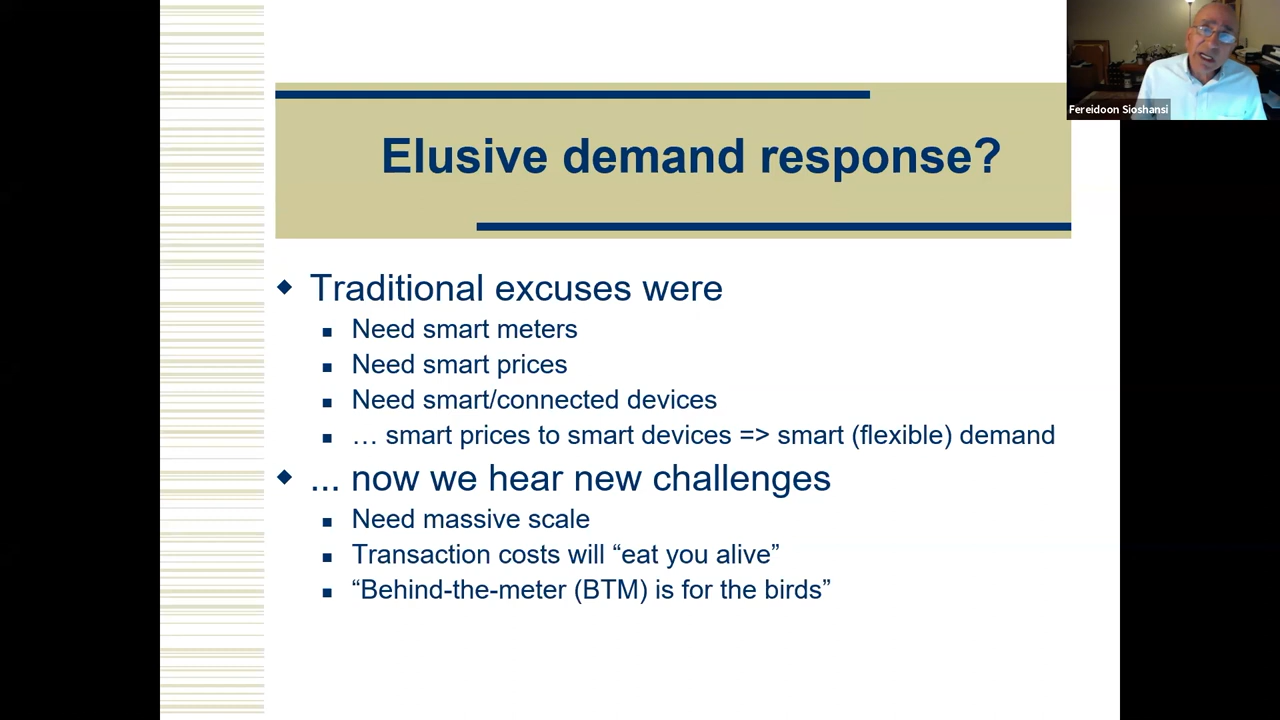 Elusive demand response?
Fereidoon Sioshansi
Traditional excuses were
Need smart meters
Need smart prices
Need smart/connected devices
… smart prices to smart devices => smart (flexible) demand
... now we hear new challenges
Need massive scale
Transaction costs will “eat you alive”
“Behind-the-meter (BTM) is for the birds”